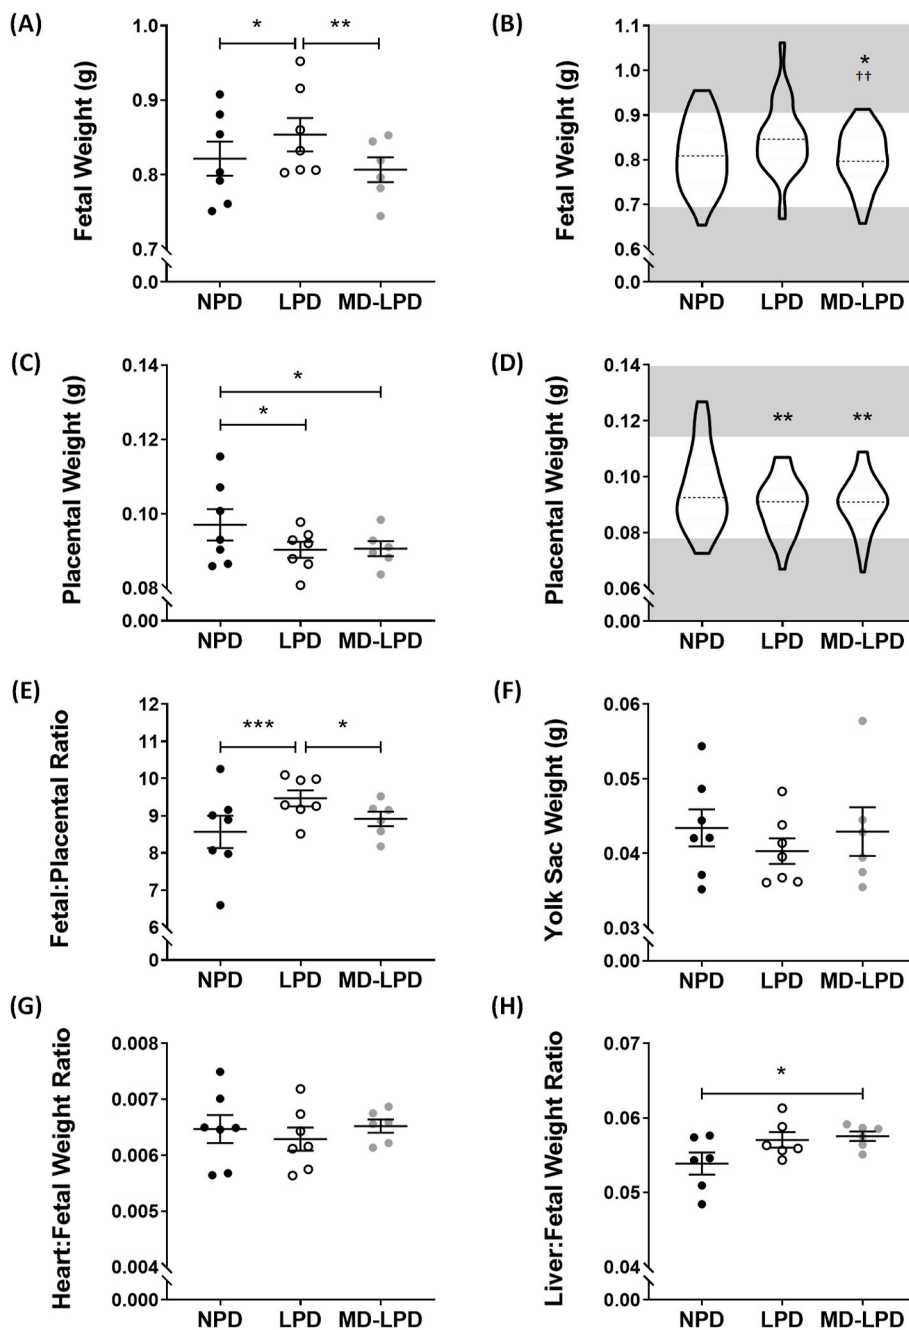 (A)
Fetal Weight (g)
1.0
0.9
0.8
0.7
0.0
* **
NPD LPD MD-LPD
(B)
Fetal Weight (g)
1.1
1.0
0.9
0.8
0.7
0.6
0.0
*
††
NPD LPD MD-LPD
(C)
Placental Weight (g)
0.14
0.12
0.10
0.08
0.00
*
*
NPD LPD MD-LPD
(D)
Placental Weight (g)
0.14
0.12
0.10
0.08
0.06
0.00
** **
NPD LPD MD-LPD
(E)
Fetal:Placental Ratio
12
11
10
9
8
7
6
0
*** *
NPD LPD MD-LPD
(F)
Yolk Sac Weight (g)
0.06
0.05
0.04
0.03
0.00
NPD LPD MD-LPD
(G)
Heart:Fetal Weight Ratio
0.008
0.007
0.006
0.005
0.004
0.000
NPD LPD MD-LPD
(H)
Liver:Fetal Weight Ratio
0.07
0.06
0.05
0.04
0.00
*
NPD LPD MD-LPD